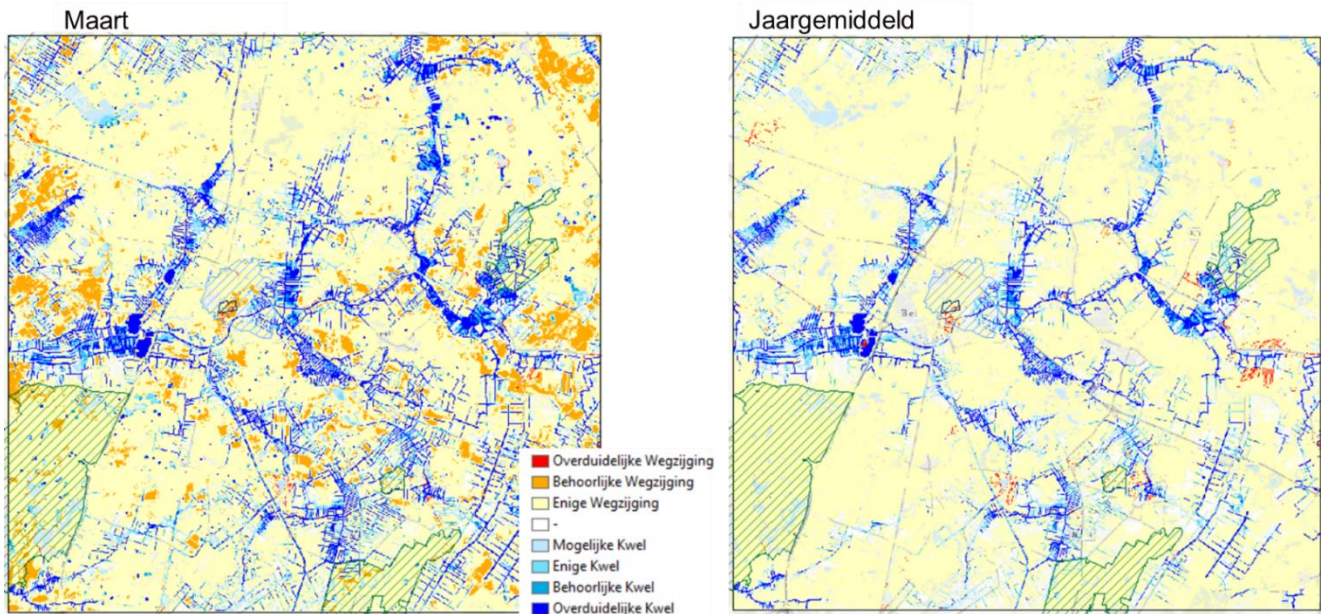 Maart
Jaargemiddeld
Overduidelijke Wegzijging
Behoorlijke Wegzijging
Enige Wegzijging
-
Mogelijke Kwel
Enige Kwel
Behoorlijke Kwel
Overduidelijke Kwel